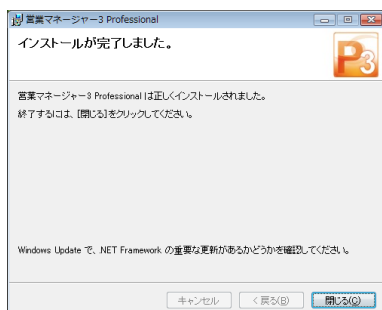 営業マネージャー3 Professional
インストールが完了しました。
P3
営業マネージャー3 Professional は正しくインストールされました。
終了するには、[閉じる]をクリックしてください。
Windows Update で、.NET Framework の重要な更新があるかどうかを確認してください。
キャンセル
< 戻る(B)
閉じる(C)